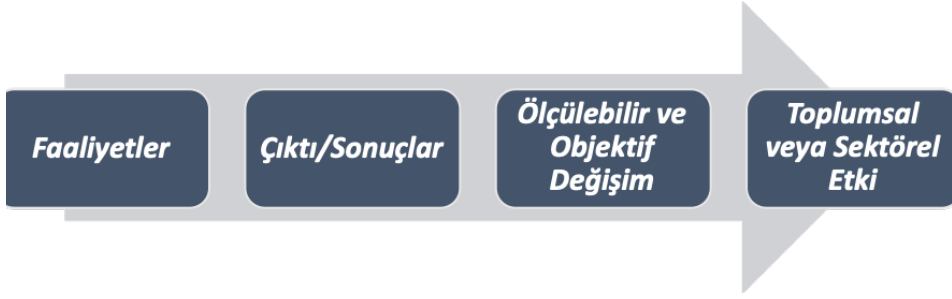 Faaliyetler
Çıktı/Sonuçlar
Ölçülebilir ve
Objektif
Değişim
Toplumsal
veya Sektörel
Etki